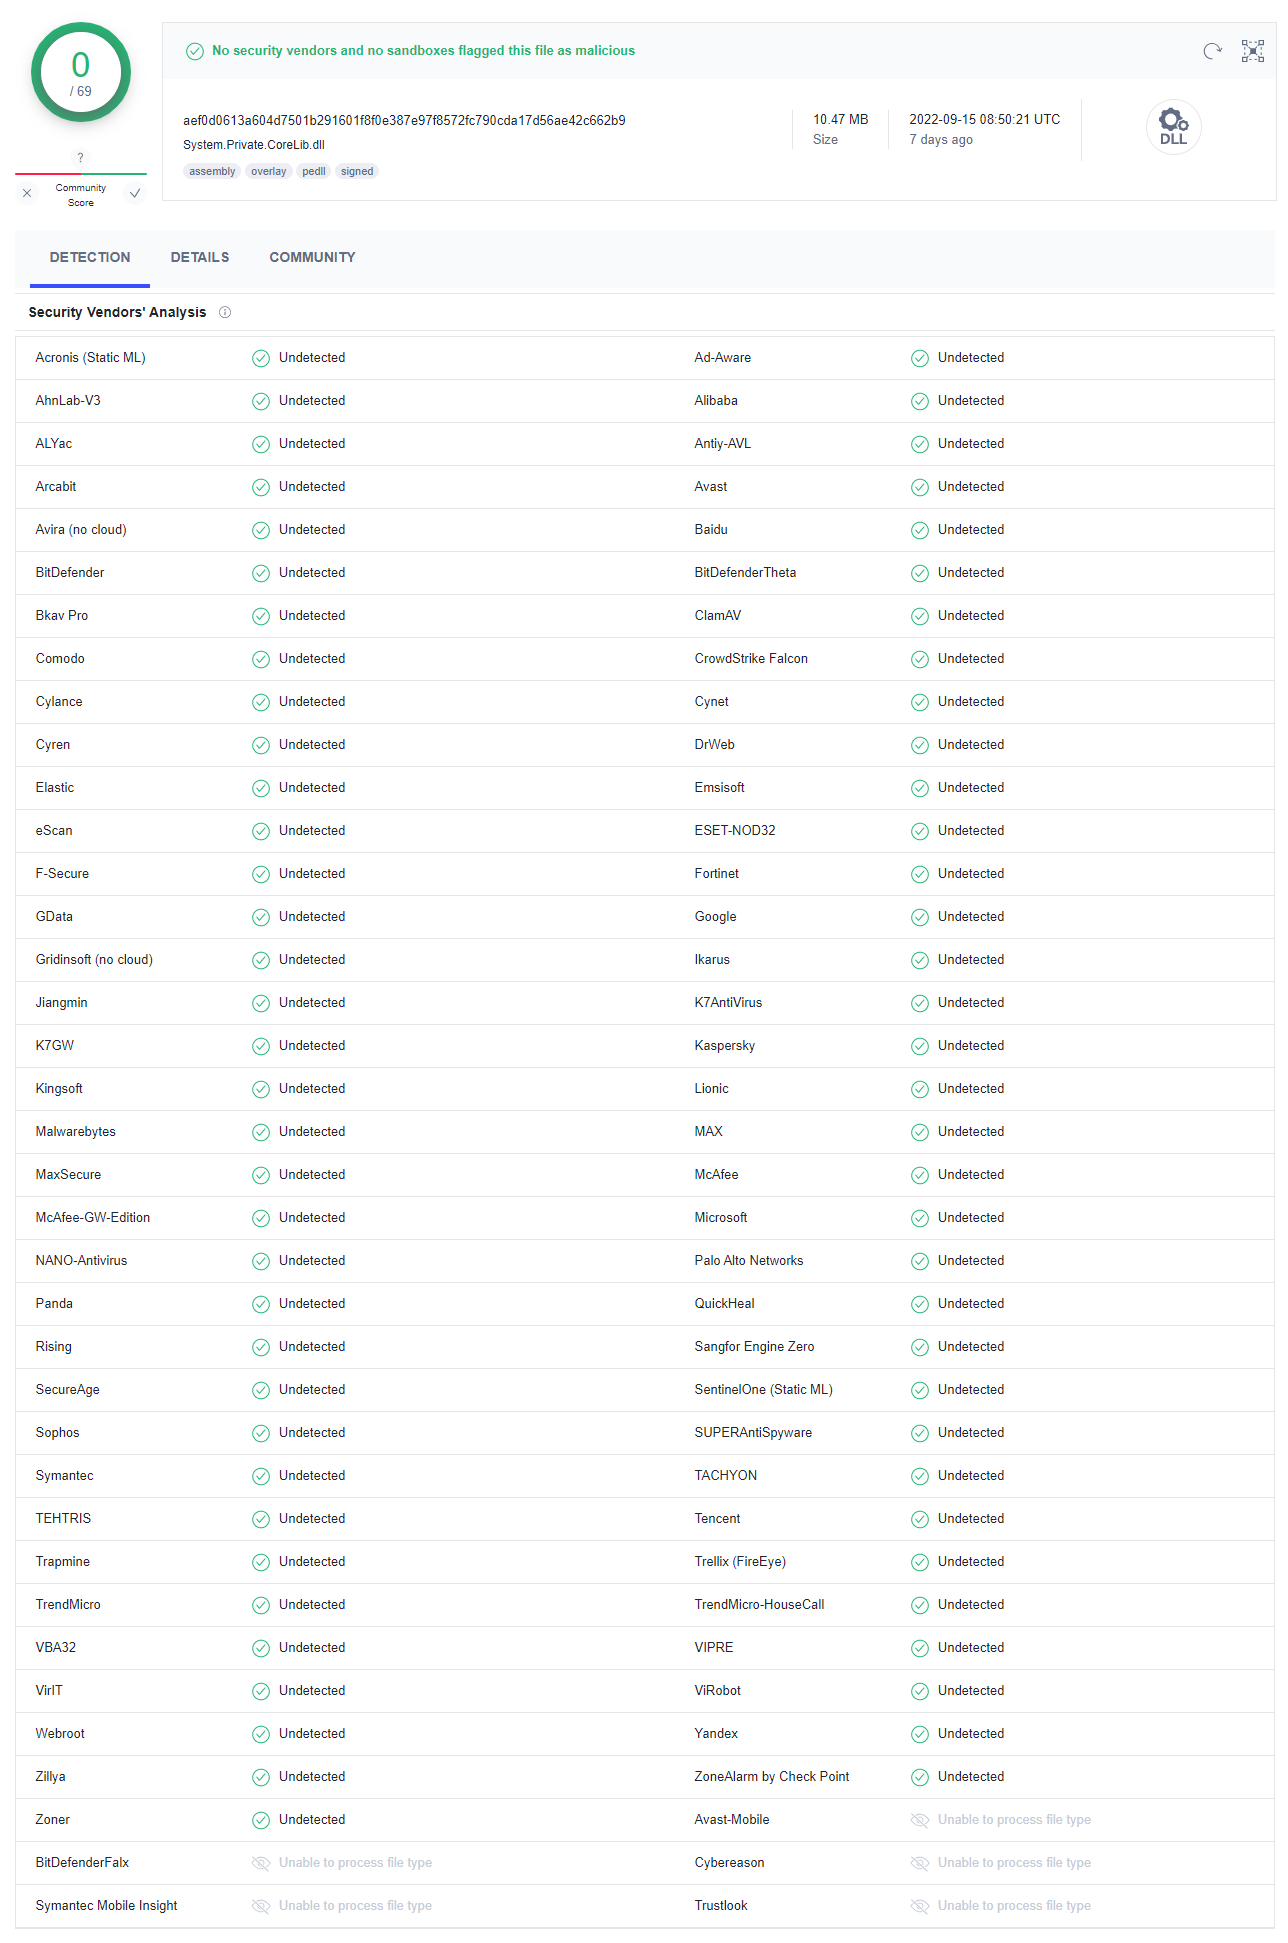 0
/ 69
?
Community
Score
No security vendors and no sandboxes flagged this file as malicious
aef0d0613a604d7501b291601f8f0e387e97f8572fc790cda17d56ae42c662b9
System.Private.CoreLib.dll
assembly overlay pedll signed
10.47 MB
Size
2022-09-15 08:50:21 UTC
7 days ago
DLL
DETECTION DETAILS COMMUNITY
Security Vendors' Analysis
Acronis (Static ML) Undetected Ad-Aware Undetected
AhnLab-V3 Undetected Alibaba Undetected
ALYac Undetected Antiy-AVL Undetected
Arcabit Undetected Avast Undetected
Avira (no cloud) Undetected Baidu Undetected
BitDefender Undetected BitDefenderTheta Undetected
Bkav Pro Undetected ClamAV Undetected
Comodo Undetected CrowdStrike Falcon Undetected
Cylance Undetected Cynet Undetected
Cyren Undetected DrWeb Undetected
Elastic Undetected Emsisoft Undetected
eScan Undetected ESET-NOD32 Undetected
F-Secure Undetected Fortinet Undetected
GData Undetected Google Undetected
Gridinsoft (no cloud) Undetected Ikarus Undetected
Jiangmin Undetected K7AntiVirus Undetected
K7GW Undetected Kaspersky Undetected
Kingsoft Undetected Lionic Undetected
Malwarebytes Undetected MAX Undetected
MaxSecure Undetected McAfee Undetected
McAfee-GW-Edition Undetected Microsoft Undetected
NANO-Antivirus Undetected Palo Alto Networks Undetected
Panda Undetected QuickHeal Undetected
Rising Undetected Sangfor Engine Zero Undetected
SecureAge Undetected SentinelOne (Static ML) Undetected
Sophos Undetected SUPERAntiSpyware Undetected
Symantec Undetected TACHYON Undetected
TEHTRIS Undetected Tencent Undetected
Trapmine Undetected Trellix (FireEye) Undetected
TrendMicro Undetected TrendMicro-HouseCall Undetected
VBA32 Undetected VIPRE Undetected
VirIT Undetected ViRobot Undetected
Webroot Undetected Yandex Undetected
Zillya Undetected ZoneAlarm by Check Point Undetected
Zoner Undetected Avast-Mobile Unable to process file type
BitDefenderFalx Unable to process file type Cybereason Unable to process file type
Symantec Mobile Insight Unable to process file type Trustlook Unable to process file type